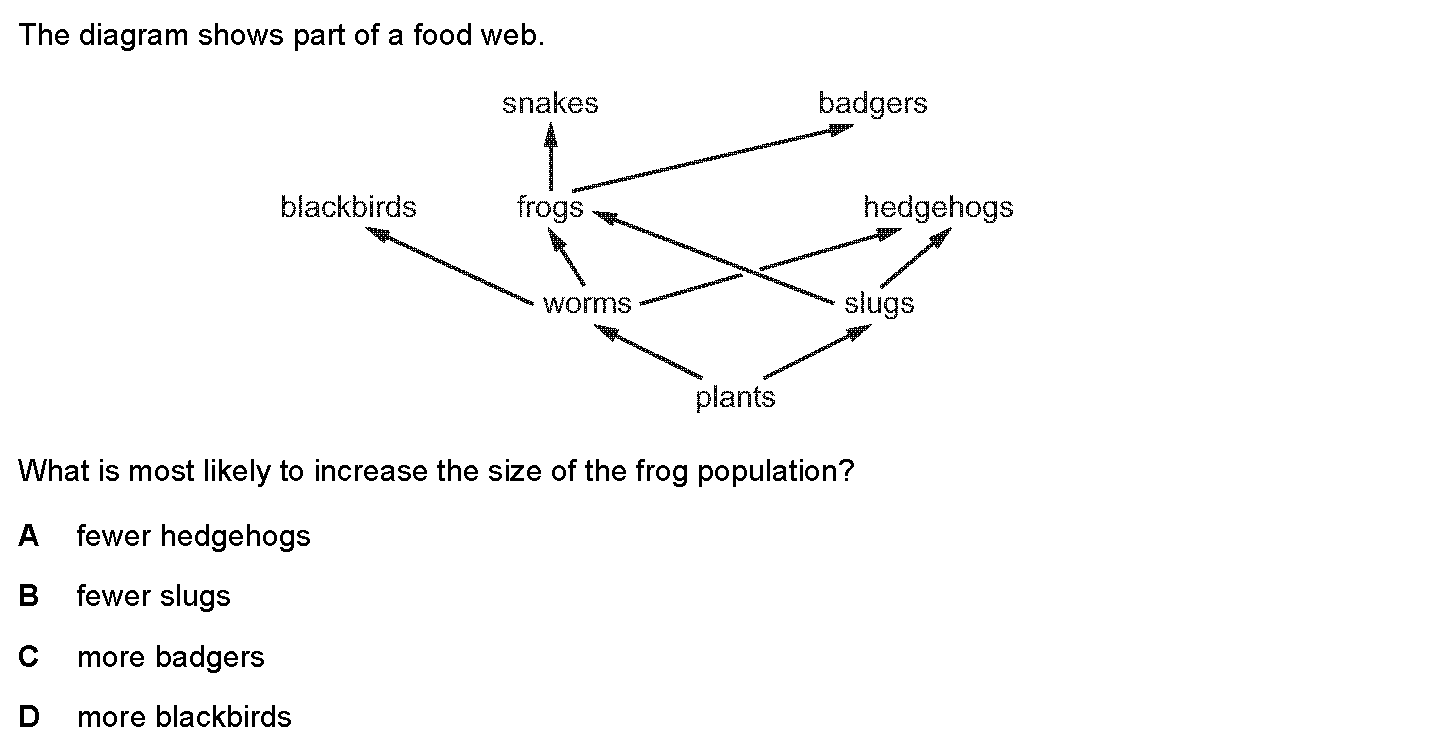 The diagram shows part of a food web.
snakes badgers
blackbirds frogs hedgehogs
worms slugs
plants
What is most likely to increase the size of the frog population?
A fewer hedgehogs
B fewer slugs
C more badgers
D more blackbirds